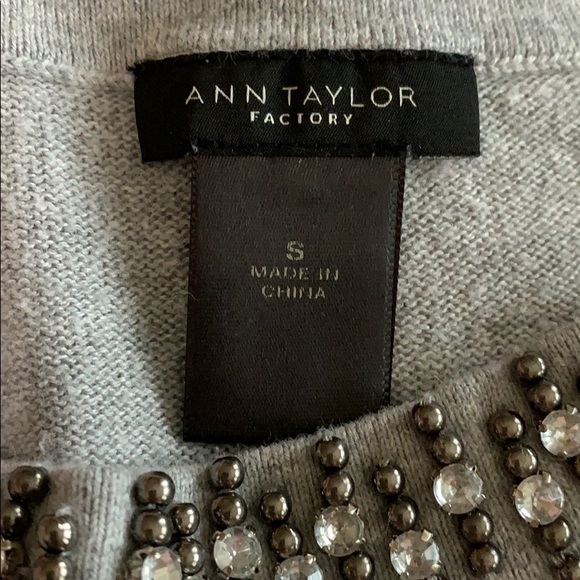 ANN TAYLOR
FACTORY
S
MADE IN
CHINA